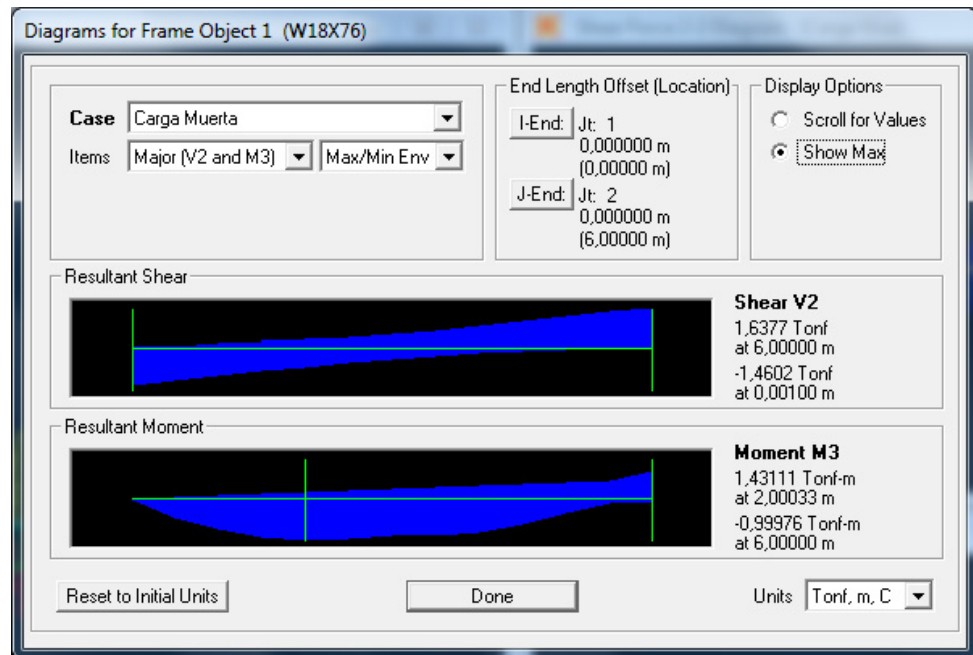 Diagrams for Frame Object 1 (W18X76)
Case Carga Muerta
Items Major (V2 and M3) Max/Min Env
End Length Offset (Location)
I-End: Jt: 1
0,000000 m
(0,00000 m)
J-End: Jt: 2
0,000000 m
(6,00000 m)
Display Options
Scroll for Values
Show Max
Resultant Shear
Shear V2
1,6377 Tonf
at 6,00000 m
-1,4602 Tonf
at 0,00100 m
Resultant Moment
Moment M3
1,43111 Tonf-m
at 2,00033 m
-0,99976 Tonf-m
at 6,00000 m
Reset to Initial Units
Done
Units Tonf, m, C